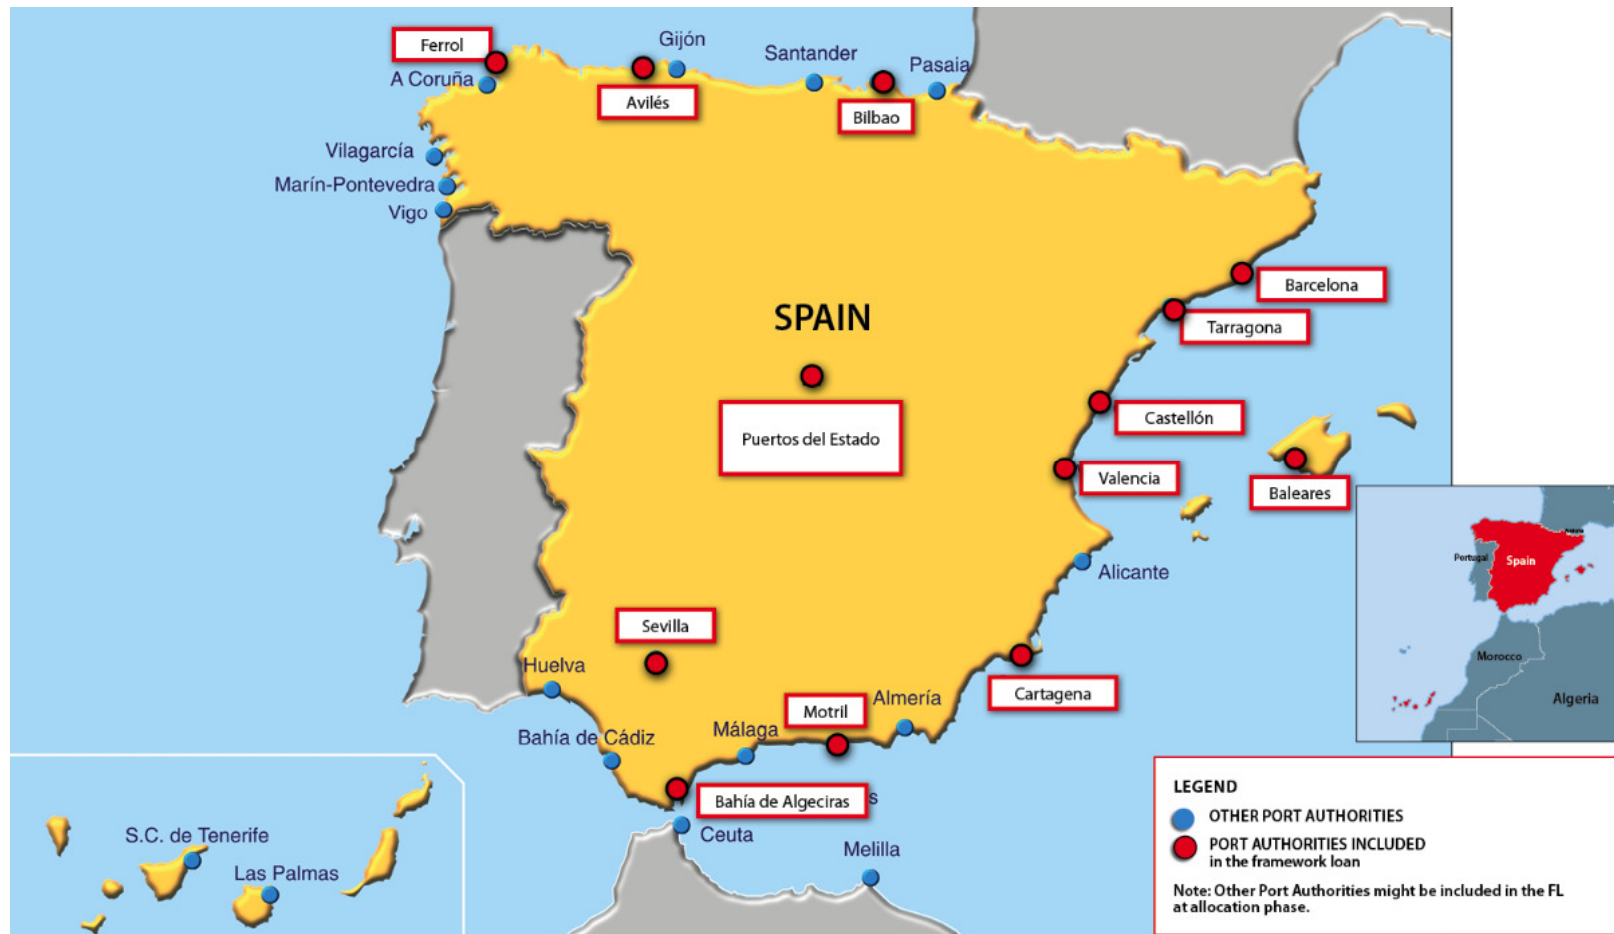 Ferrol
Gijón
Santander
Pasaia
A Coruña
Avilés
Bilbao
Vilagarcía
Marín-Pontevedra
Vigo
Barcelona
Tarragona
SPAIN
Puertos del Estado
Castellón
Valencia
Baleares
Alicante
Sevilla
Huelva
Cartagena
Motril
Almería
Málaga
Bahía de Cádiz
Bahía de Algeciras
s
Ceuta
Melilla
S.C. de Tenerife
Las Palmas
Portugal
Spain
Morocco
Algeria
LEGEND
OTHER PORT AUTHORITIES
PORT AUTHORITIES INCLUDED
in the framework loan
Note: Other Port Authorities might be included in the FL
at allocation phase.